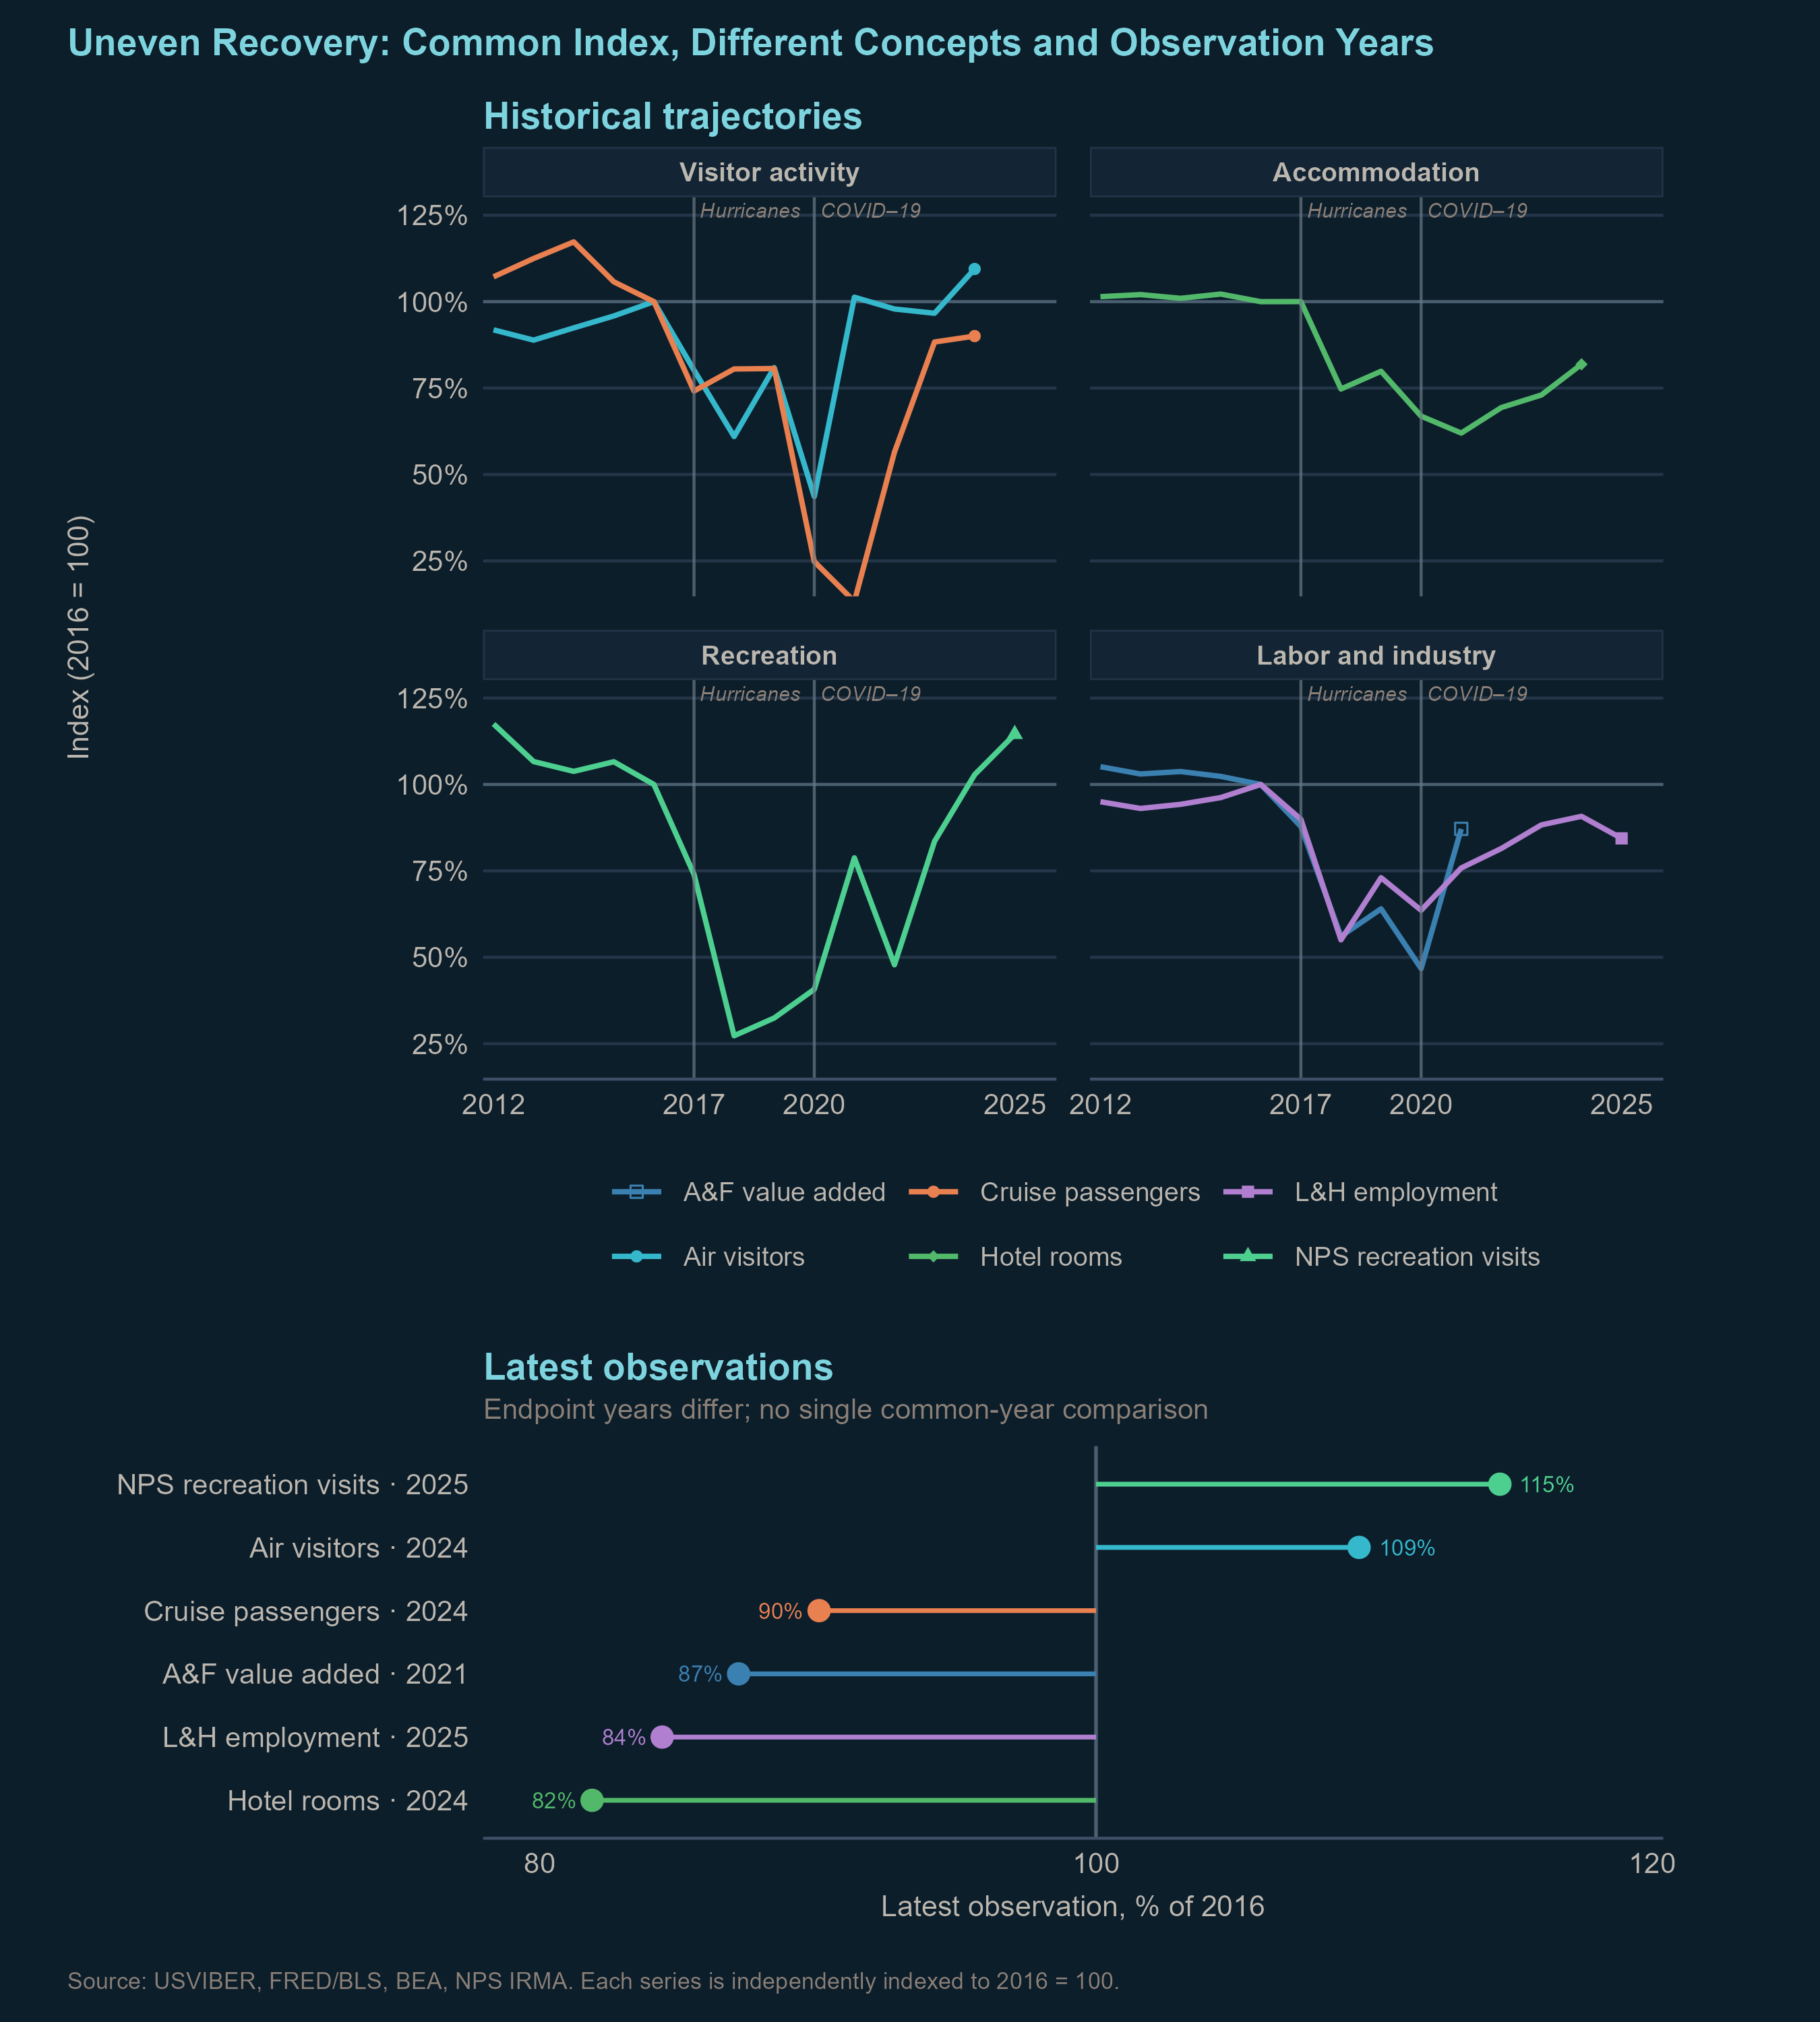 Uneven Recovery: Common Index, Different Concepts and Observation Years
Historical trajectories
Visitor activity
Accommodation
125%
100%
75%
50%
25%
Hurricanes
COVID–19
Hurricanes
COVID–19
Index (2016 = 100)
Recreation
Labor and industry
125%
100%
75%
50%
25%
Hurricanes
COVID–19
Hurricanes
COVID–19
2012 2017 2020 2025
2012 2017 2020 2025
A&F value added
Cruise passengers
L&H employment
Air visitors
Hotel rooms
NPS recreation visits
Latest observations
Endpoint years differ; no single common-year comparison
NPS recreation visits · 2025
115%
Air visitors · 2024
109%
Cruise passengers · 2024
90%
A&F value added · 2021
87%
L&H employment · 2025
84%
Hotel rooms · 2024
82%
80 100 120
Latest observation, % of 2016
Source: USVIBER, FRED/BLS, BEA, NPS IRMA. Each series is independently indexed to 2016 = 100.